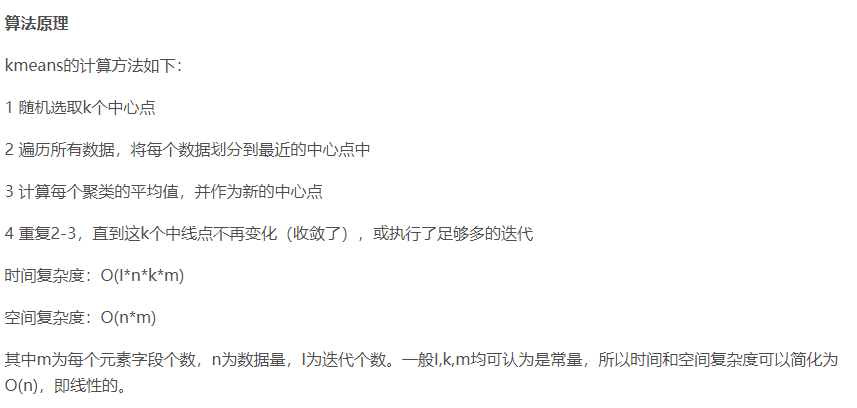 算法原理
kmeans的计算方法如下：
1 随机选取k个中心点
2 遍历所有数据，将每个数据划分到最近的中心点中
3 计算每个聚类的平均值，并作为新的中心点
4 重复2-3，直到这k个中线点不再变化（收敛了），或执行了足够多的迭代
时间复杂度：O(I*n*k*m)
空间复杂度：O(n*m)
其中m为每个元素字段个数，n为数据量，I为迭代个数。一般I,k,m均可认为是常量，所以时间和空间复杂度可以简化为
O(n)，即线性的。